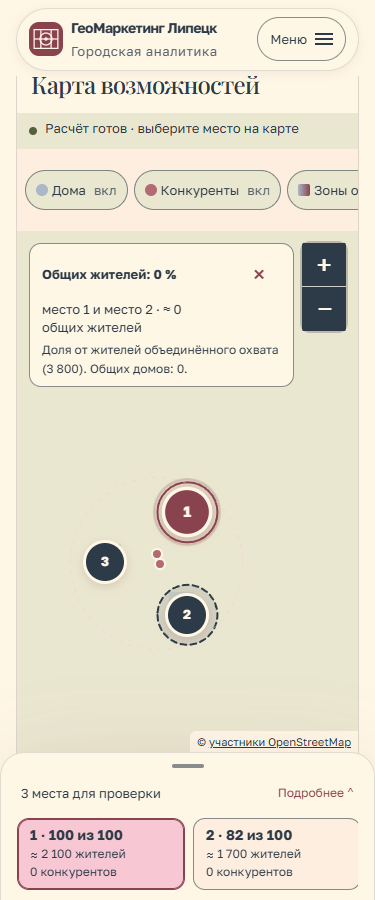 ГеоМаркетинг Липецк
Городская аналитика
Меню
Карта возможностей
Расчёт готов · выберите место на карте
Дома вкл
Конкуренты вкл
Зоны о
Общих жителей: 0 %
×
+
−
место 1 и место 2 · ≈ 0
общих жителей
Доля от жителей объединённого охвата
(3 800). Общих домов: 0.
1
3
2
© участники OpenStreetMap
3 места для проверки
Подробнее ^
1 · 100 из 100
≈ 2 100 жителей
0 конкурентов
2 · 82 из 100
≈ 1 700 жителей
0 конкурентов